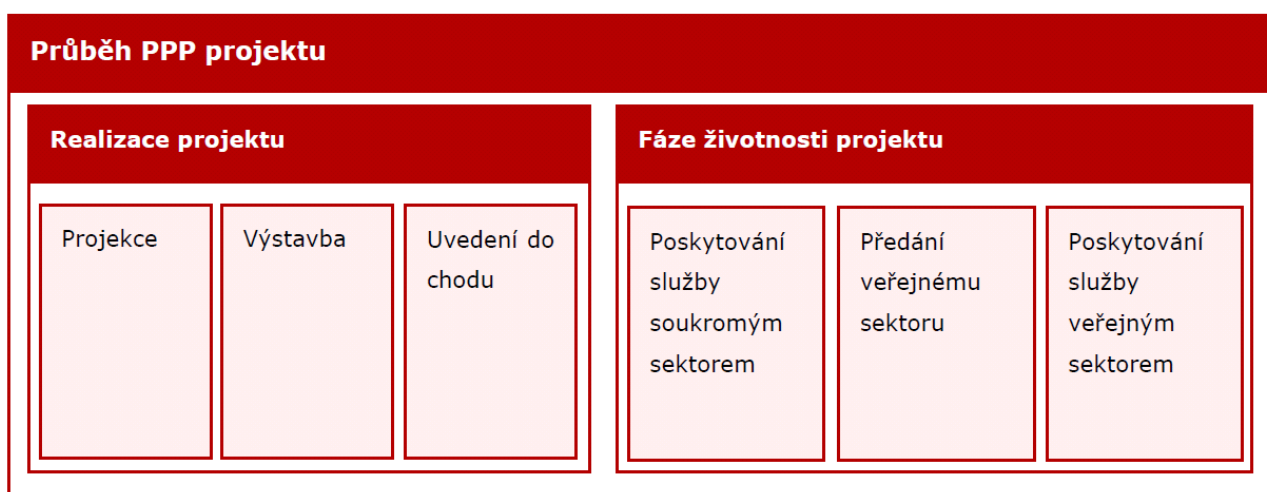 Průběh PPP projektu
Realizace projektu
Projekce
Výstavba
Uvedení do
chodu
Fáze životnosti projektu
Poskytování
služby
soukromým
sektorem
Předání
veřejnému
sektoru
Poskytování
služby
veřejným
sektorem